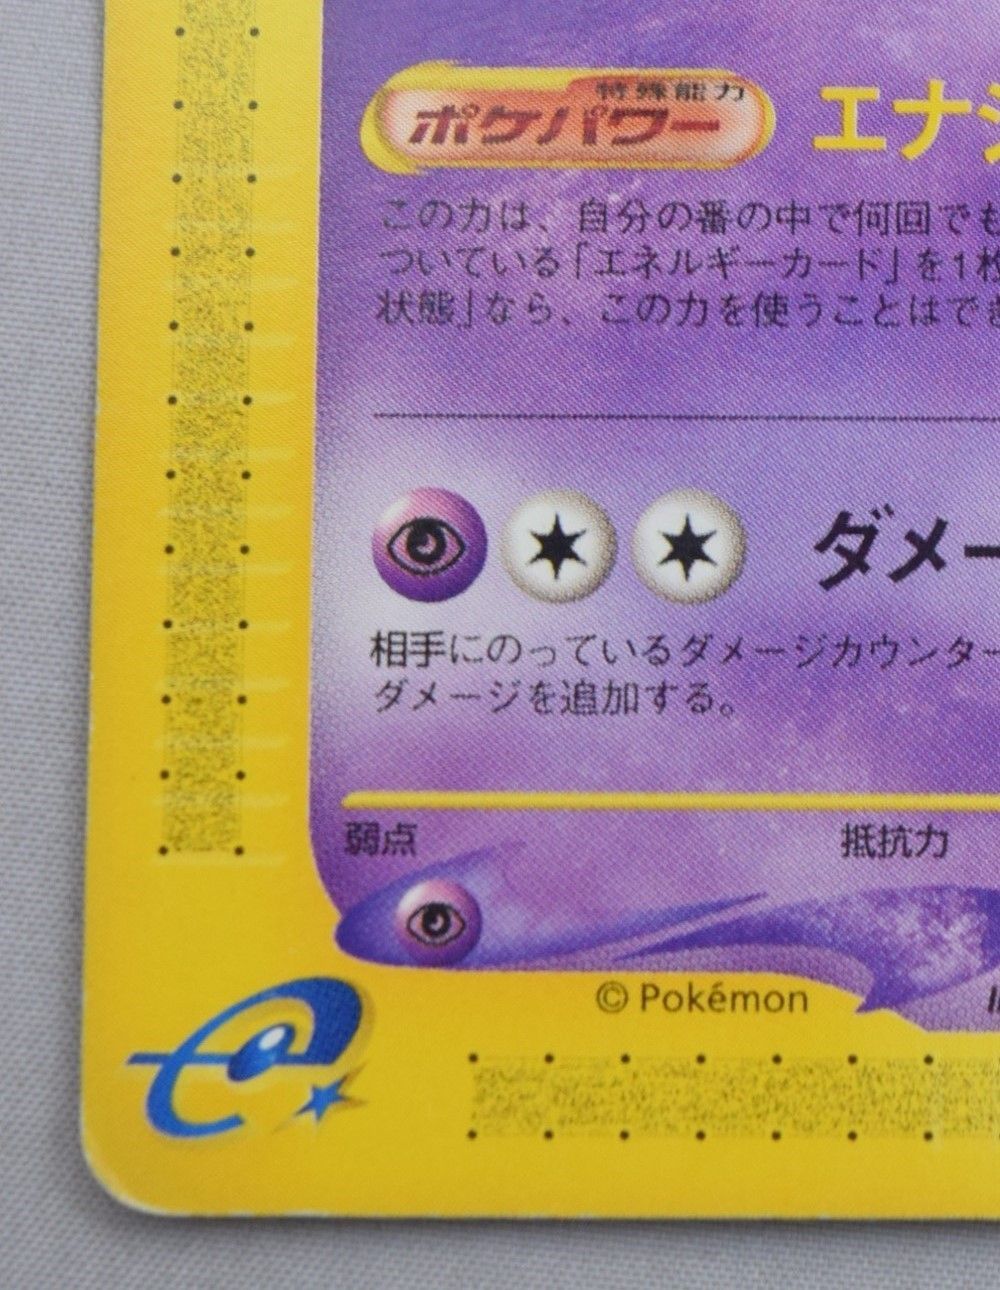 特殊能力
ポケパワー エナジ
この力は、自分の番の中で何回でも
ついている「エネルギーカード」を1枚
状態」なら、この力を使うことはでき
ダメー
相手にのっているダメージカウンター
ダメージを追加する。
弱点 抵抗力
© Pokémon
e